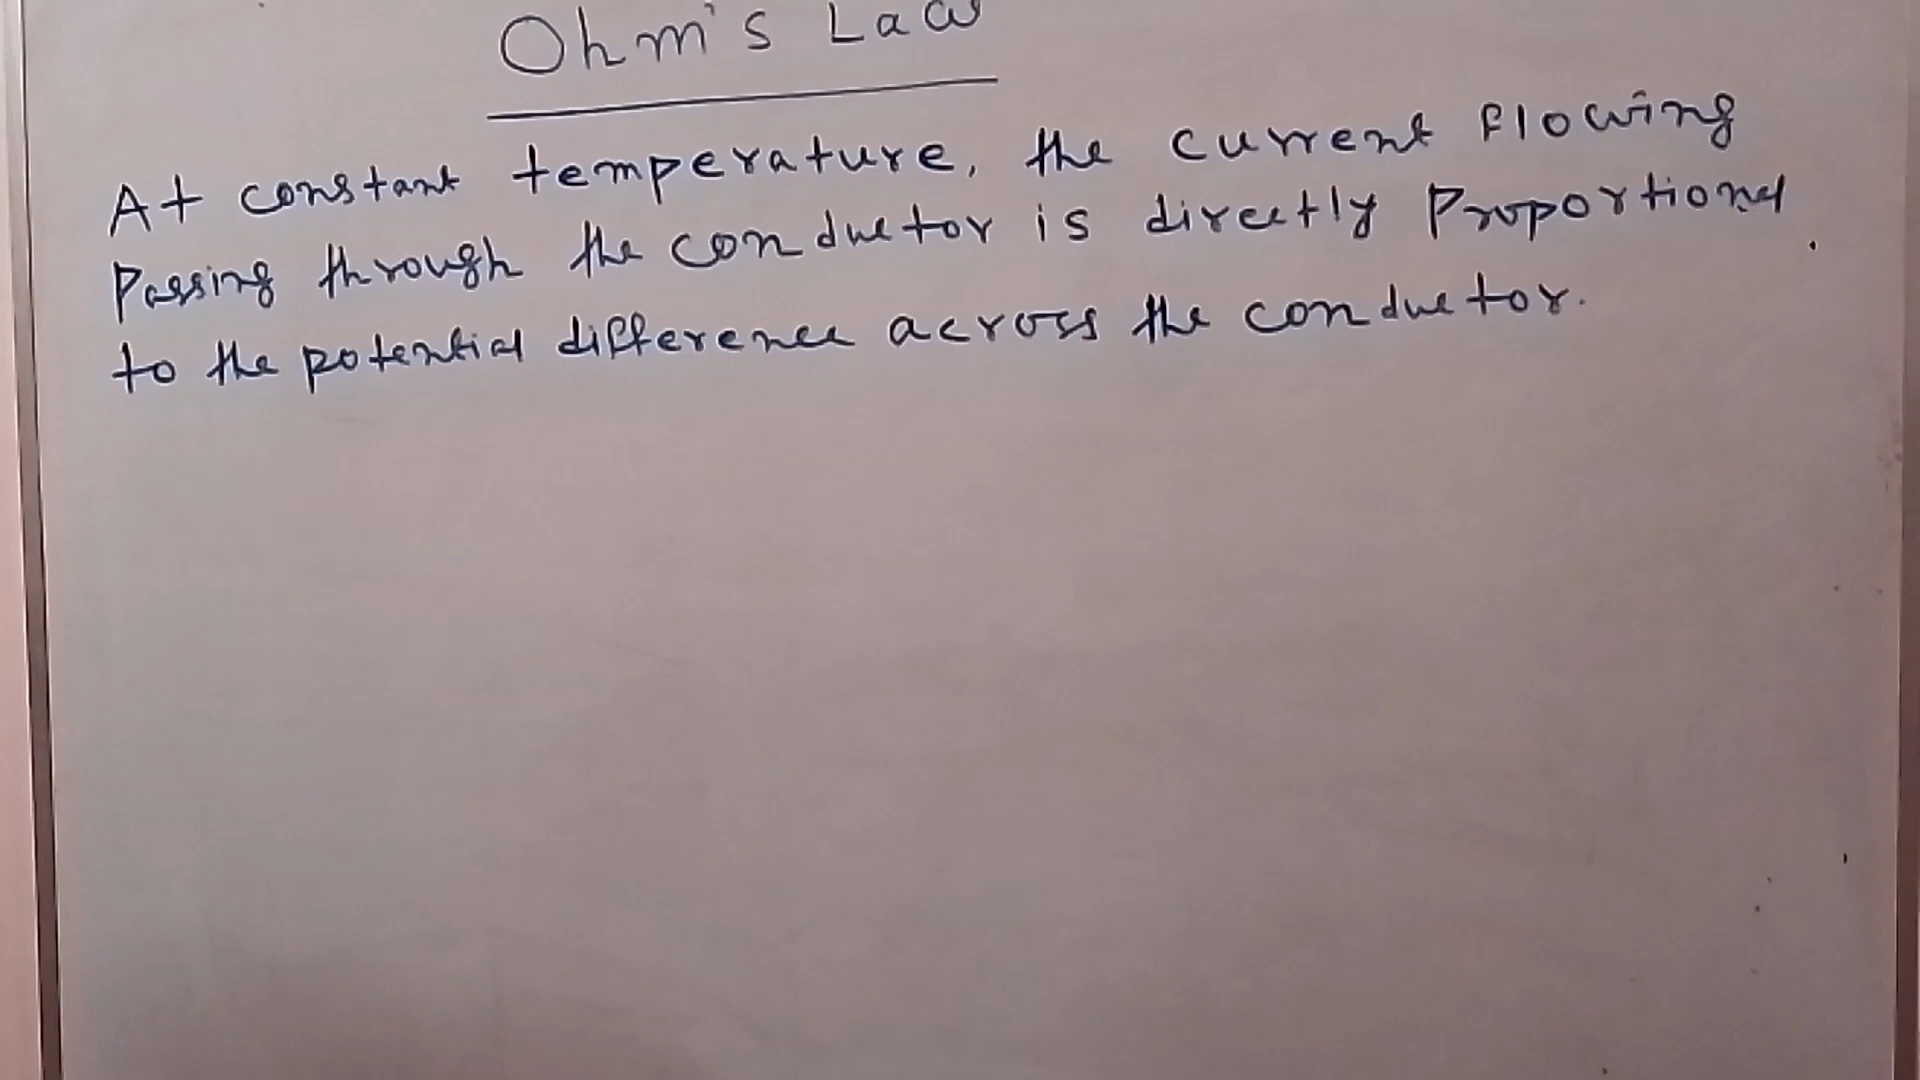 Ohm's Law
At constant temperature, the current flowing
Passing through the conductor is directly Proportional
to the potential difference across the conductor.